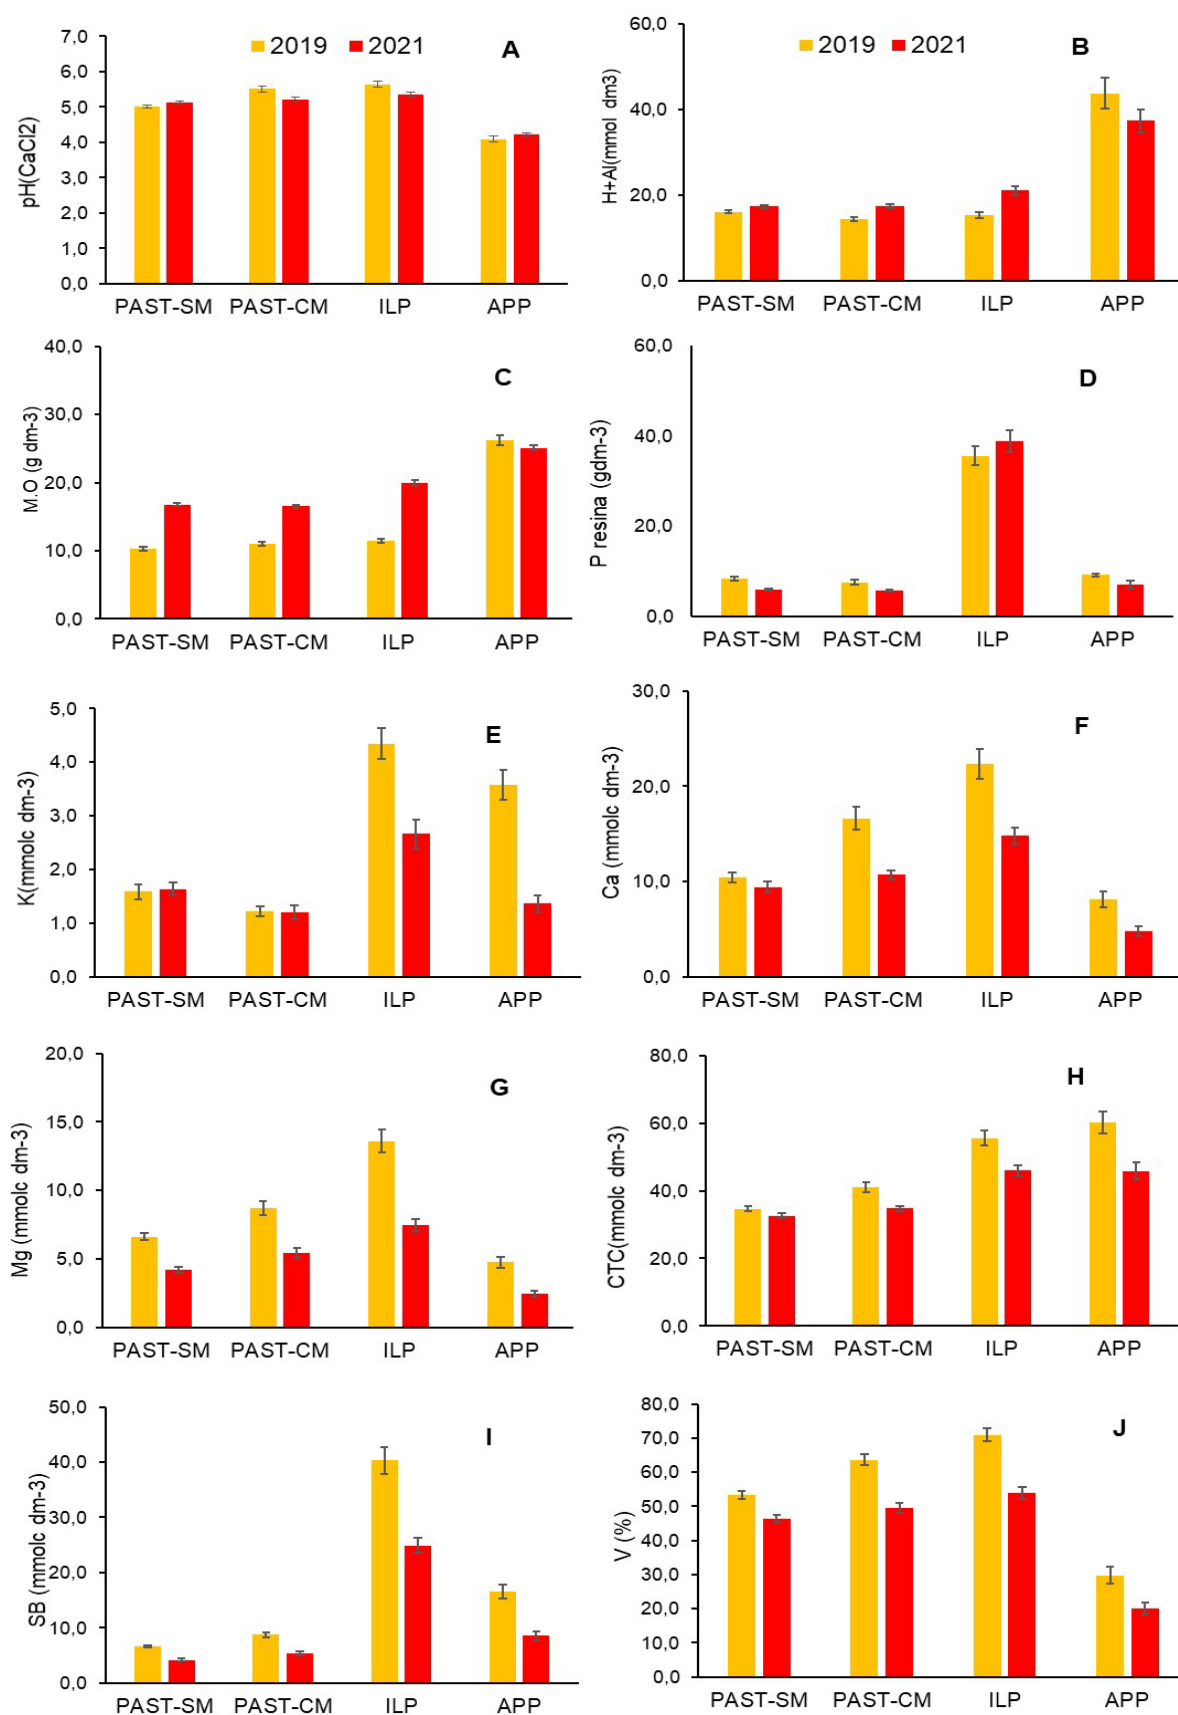 2019 2021
A
pH(CaCl2)
7,0
6,0
5,0
4,0
3,0
2,0
1,0
0,0
PAST-SM PAST-CM ILP APP
2019 2021
B
H+Al(mmol dm3)
60,0
40,0
20,0
0,0
PAST-SM PAST-CM ILP APP
C
M.O (g dm-3)
40,0
30,0
20,0
10,0
0,0
PAST-SM PAST-CM ILP APP
D
P resina (gdm-3)
60,0
40,0
20,0
0,0
PAST-SM PAST-CM ILP APP
E
K(mmolc dm-3)
5,0
4,0
3,0
2,0
1,0
0,0
PAST-SM PAST-CM ILP APP
F
Ca (mmolc dm-3)
30,0
20,0
10,0
0,0
PAST-SM PAST-CM ILP APP
G
Mg (mmolc dm-3)
20,0
15,0
10,0
5,0
0,0
PAST-SM PAST-CM ILP APP
H
CTC(mmolc dm-3)
80,0
60,0
40,0
20,0
0,0
PAST-SM PAST-CM ILP APP
I
SB (mmolc dm-3)
50,0
40,0
30,0
20,0
10,0
0,0
PAST-SM PAST-CM ILP APP
J
V (%)
80,0
70,0
60,0
50,0
40,0
30,0
20,0
10,0
0,0
PAST-SM PAST-CM ILP APP